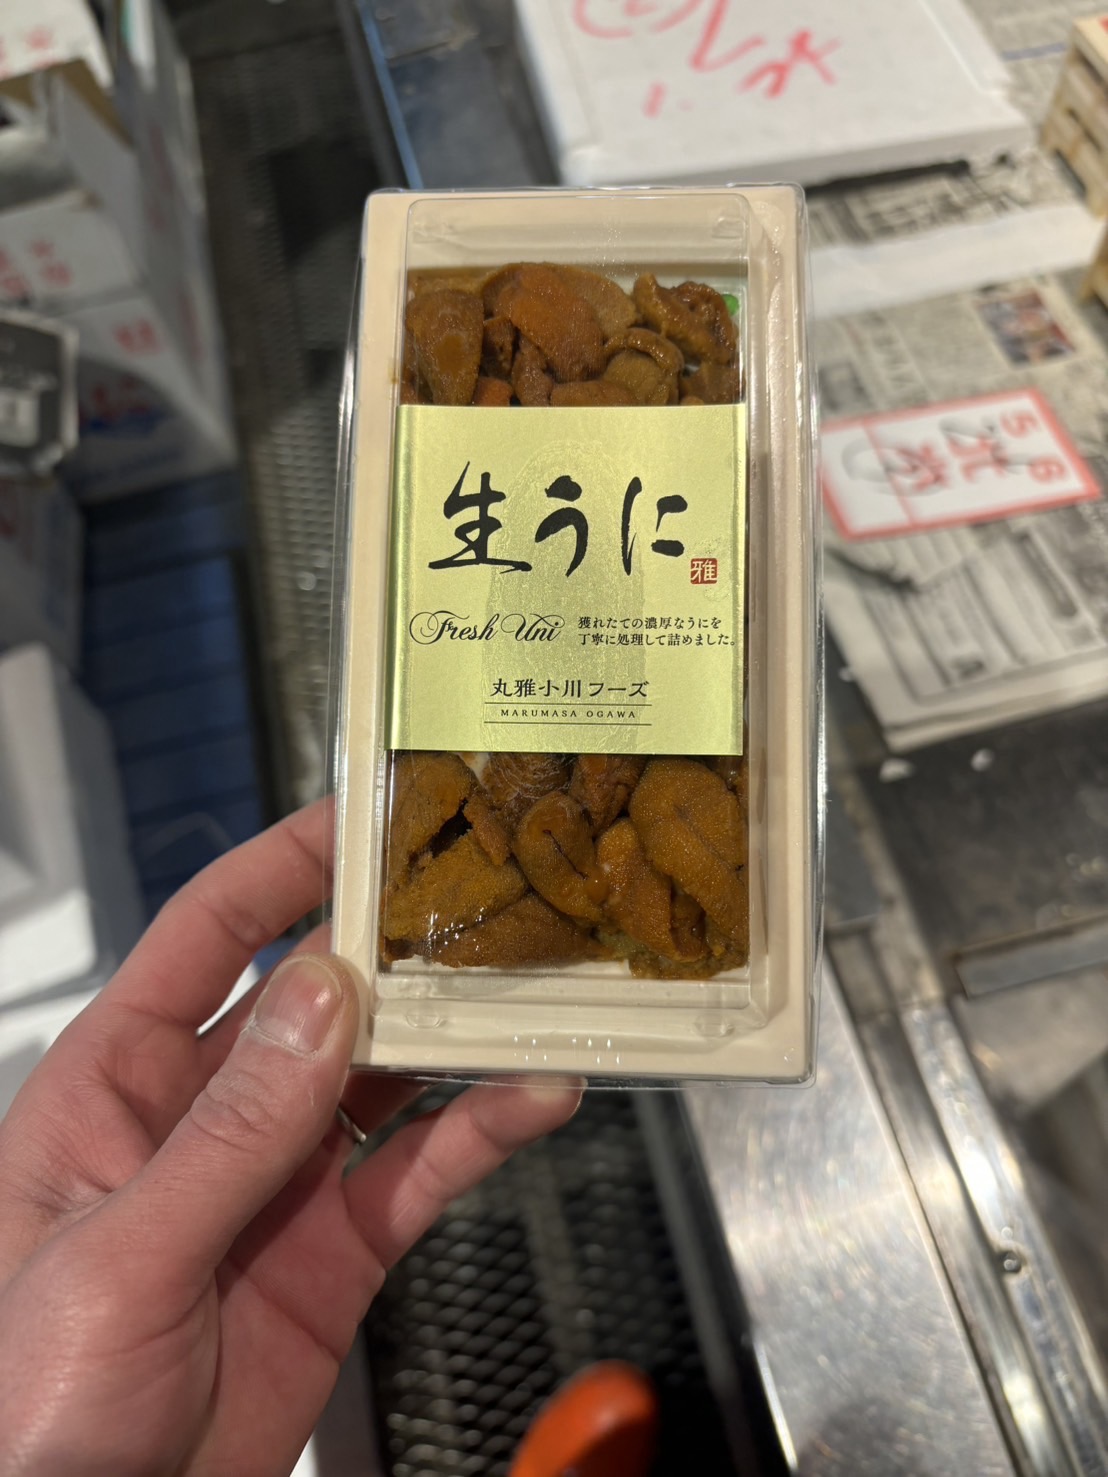 生うに
雅
Fresh Uni
獲れたての濃厚なうにを
丁寧に処理して詰めました。
丸雅小川フーズ
MARUMASA OGAWA